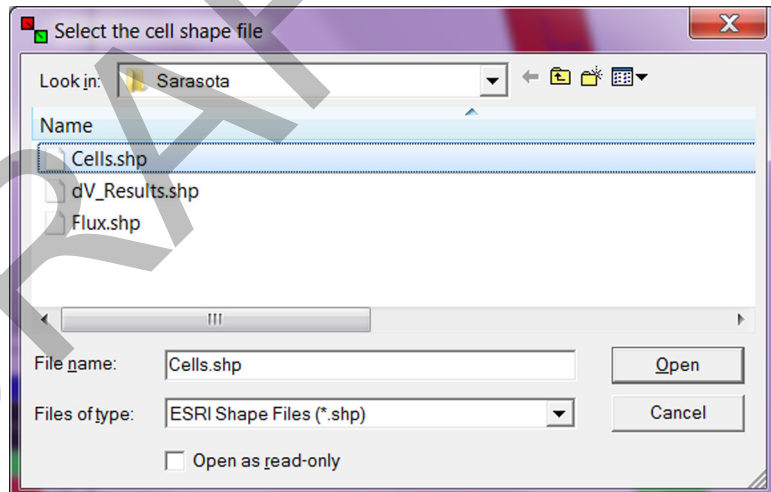 Select the cell shape file
Look in: Sarasota
Name
Cells.shp
dV_Results.shp
Flux.shp
File name: Cells.shp Open
Files of type: ESRI Shape Files (*.shp) Cancel
Open as read-only